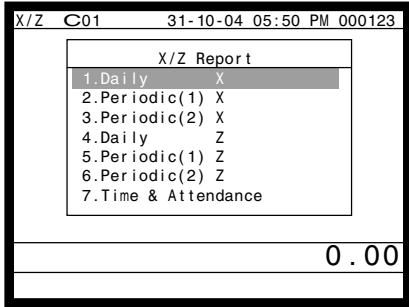 X/Z C01 31-10-04 05:50 PM 000123
X/Z Report
1.Daily X
2.Periodic(1) X
3.Periodic(2) X
4.Daily Z
5.Periodic(1) Z
6.Periodic(2) Z
7.Time & Attendance
0.00